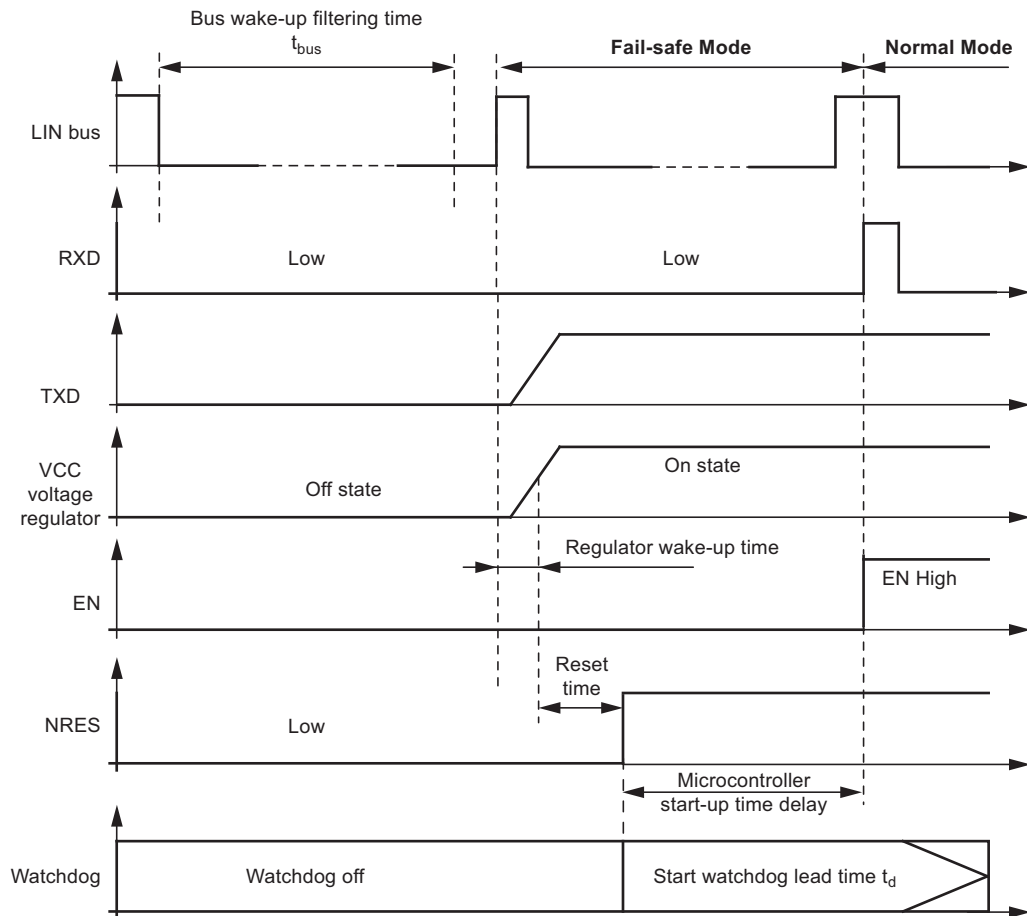 Bus wake-up filtering time
tbus
Fail-safe Mode
Normal Mode
LIN bus
RXD
Low
Low
TXD
VCC
voltage
regulator
Off state
On state
Regulator wake-up time
EN
EN High
Reset
time
NRES
Low
Microcontroller
start-up time delay
Watchdog
Watchdog off
Start watchdog lead time td